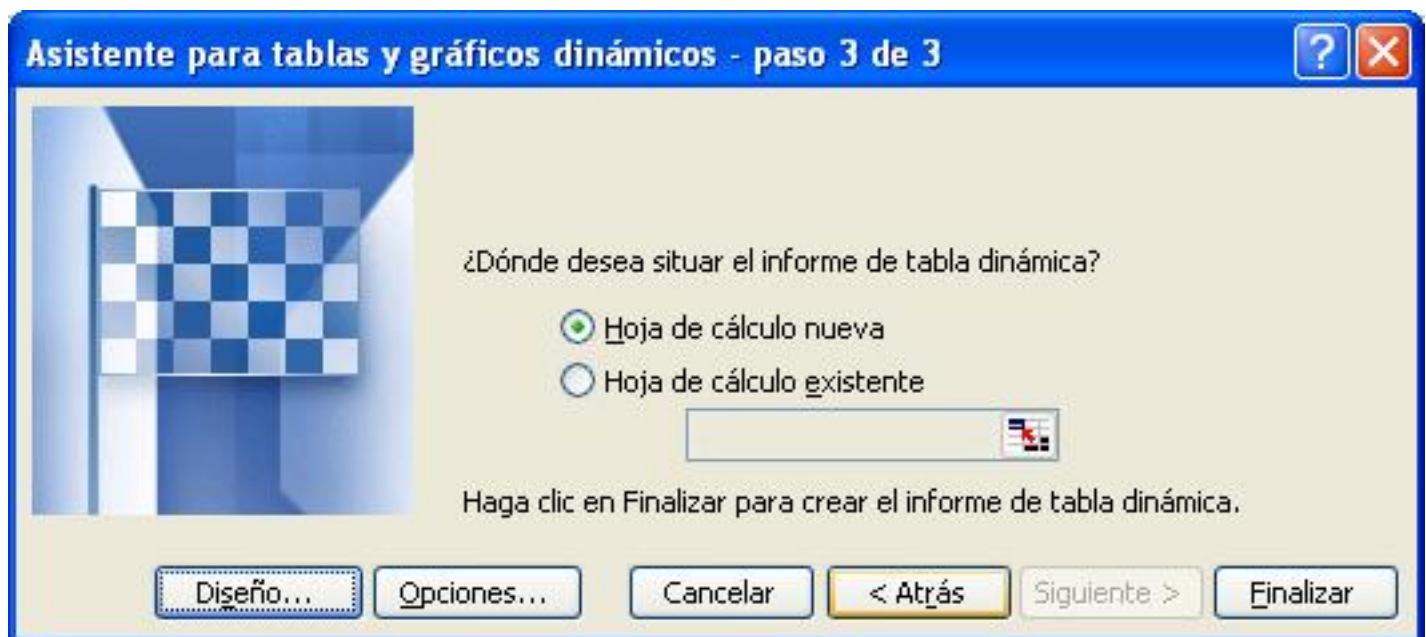 Asistente para tablas y gráficos dinámicos - paso 3 de 3
¿Dónde desea situar el informe de tabla dinámica?
Hoja de cálculo nueva
Hoja de cálculo existente
Haga clic en Finalizar para crear el informe de tabla dinámica.
Diseño... Opciones... Cancelar < Atrás Siguiente > Finalizar